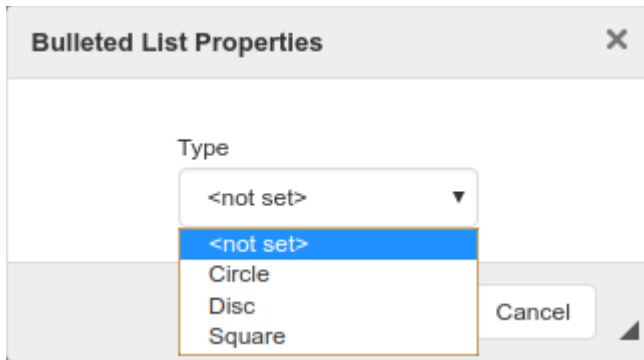 Bulleted List Properties
Type
<not set>
<not set>
Circle
Disc
Square
Cancel